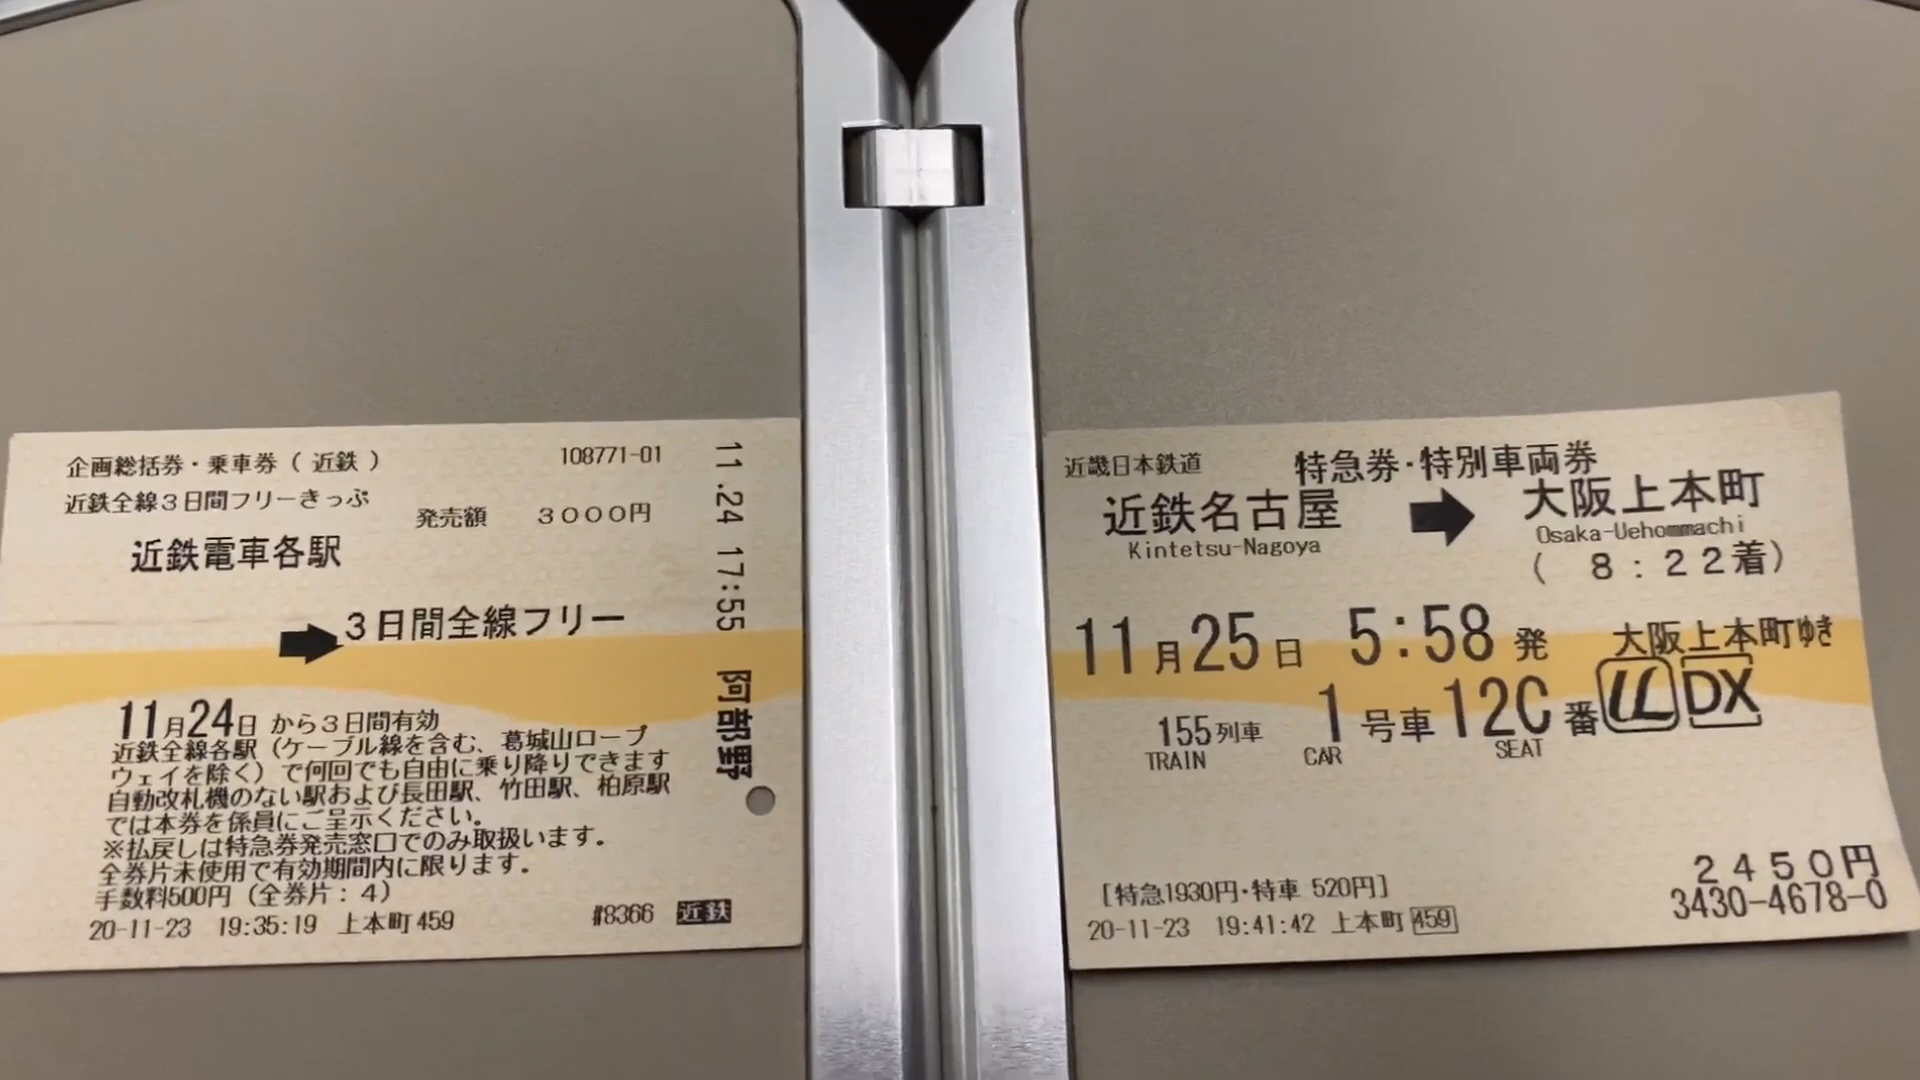 企画総括券・乗車券（近鉄）
108771-01
近鉄全線3日間フリーきっぷ
発売額 3000円
近鉄電車各駅
➡3日間全線フリー
11月24日から3日間有効
近鉄全線各駅（ケーブル線を含む、葛城山ロープ
ウェイを除く）で何回でも自由に乗り降りできます
自動改札機のない駅および長田駅、竹田駅、柏原駅
では本券を係員にご呈示ください。
※払戻しは特急券発売窓口でのみ取扱います。
全券片未使用で有効期間内に限ります。
手数料500円（全券片：4）
20-11-23 19:35:19 上本町459
#8366 近鉄
11.24 17:55 阿部野
近畿日本鉄道 特急券・特別車両券
近鉄名古屋 ➡ 大阪上本町
Kintetsu-Nagoya Osaka-Uehommachi
（ 8：22着）
11月25日 5:58発 大阪上本町ゆき
155列車 1号車 12C番 UL DX
TRAIN CAR SEAT
2450円
[特急1930円・特車 520円]
3430-4678-0
20-11-23 19:41:42 上本町 459